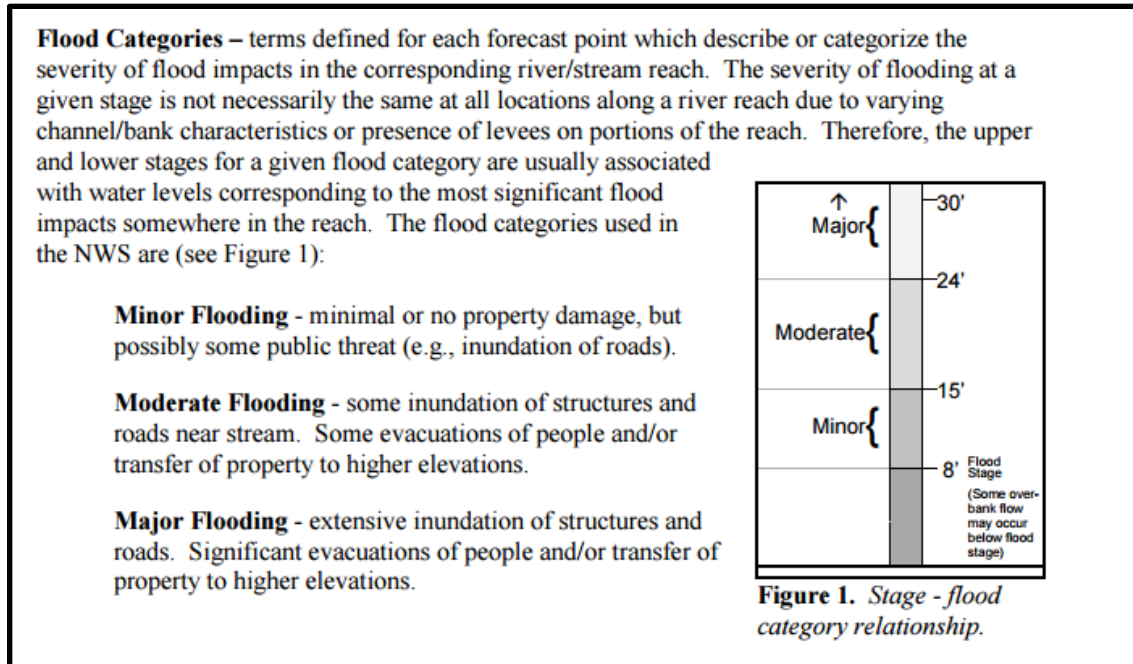 Flood Categories – terms defined for each forecast point which describe or categorize the
severity of flood impacts in the corresponding river/stream reach. The severity of flooding at a
given stage is not necessarily the same at all locations along a river reach due to varying
channel/bank characteristics or presence of levees on portions of the reach. Therefore, the upper
and lower stages for a given flood category are usually associated
with water levels corresponding to the most significant flood
impacts somewhere in the reach. The flood categories used in
the NWS are (see Figure 1):
Minor Flooding - minimal or no property damage, but
possibly some public threat (e.g., inundation of roads).
Moderate Flooding - some inundation of structures and
roads near stream. Some evacuations of people and/or
transfer of property to higher elevations.
Major Flooding - extensive inundation of structures and
roads. Significant evacuations of people and/or transfer of
property to higher elevations.
↑
Major{
30'
24'
Moderate{
15'
Minor{
8' Flood
Stage
(Some over-
bank flow
may occur
below flood
stage)
Figure 1. Stage - flood
category relationship.